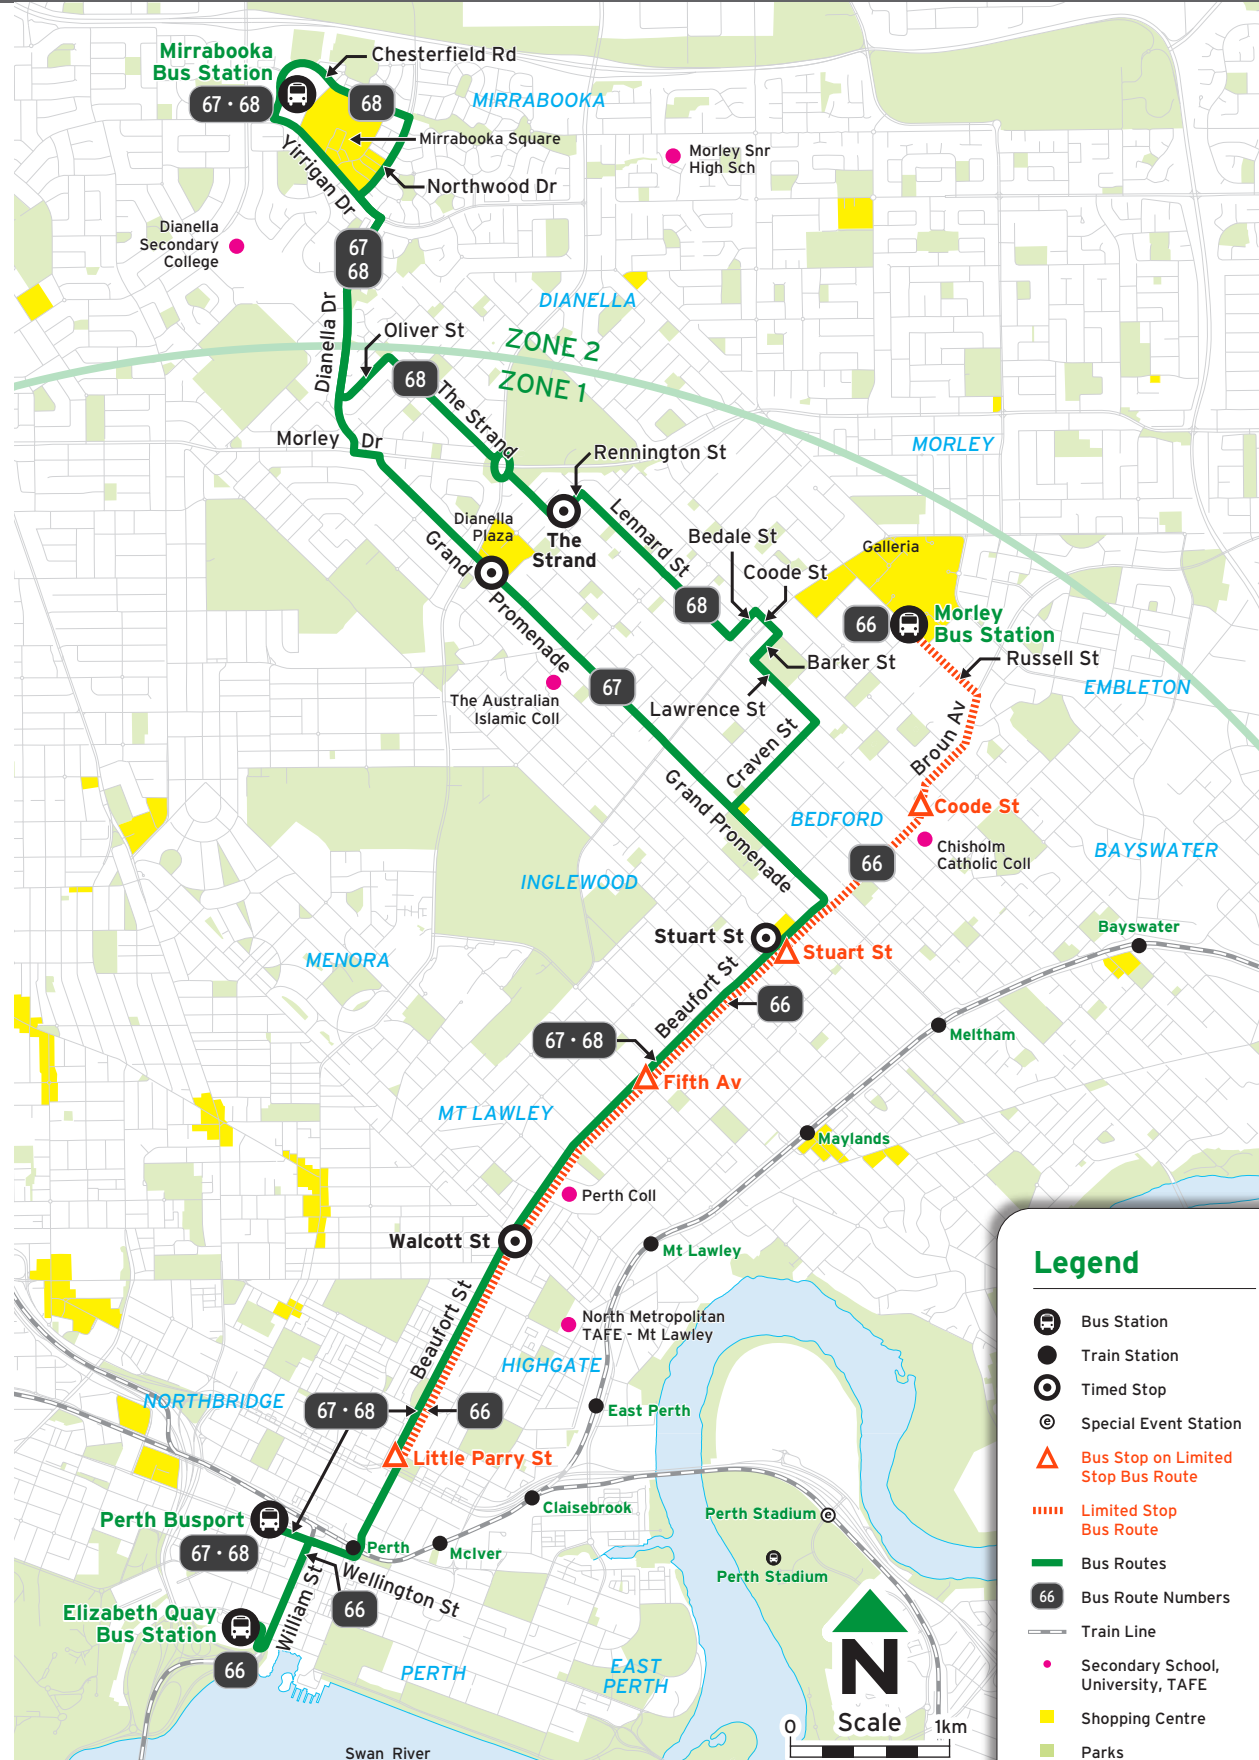 Mirrabooka
Bus Station
67 • 68
Chesterfield Rd
68
MIRRABOOKA
Mirrabooka Square
Yirrigan Dr
Northwood Dr
Morley Snr
High Sch
Dianella
Secondary
College
67
68
DIANELLA
Dianella Dr
Oliver St
ZONE 2
ZONE 1
68
The Strand
Morley Dr
MORLEY
Rennington St
Dianella
Plaza
The
Strand
Lennard St
Grand
Promenade
Bedale St
Coode St
Galleria
68
66
Morley
Bus Station
Barker St
Russell St
The Australian
Islamic Coll
67
Lawrence St
EMBLETON
Craven St
Broun Av
Grand Promenade
BEDFORD
Coode St
Chisholm
Catholic Coll
66
BAYSWATER
INGLEWOOD
Stuart St
Stuart St
Bayswater
MENORA
Beaufort St
66
67 • 68
Meltham
Fifth Av
MT LAWLEY
Maylands
Perth Coll
Walcott St
Mt Lawley
Beaufort St
North Metropolitan
TAFE - Mt Lawley
HIGHGATE
NORTHBRIDGE
67 • 68
66
East Perth
Little Parry St
Claisebrook
Perth Busport
67 • 68
Perth
McIver
Perth Stadium
e
Perth Stadium
Wellington St
William St
66
Elizabeth Quay
Bus Station
66
PERTH
EAST
PERTH
N
Scale
0
1km
Swan River
Legend
Bus Station
Train Station
Timed Stop
e
Special Event Station
Bus Stop on Limited
Stop Bus Route
Limited Stop
Bus Route
Bus Routes
66
Bus Route Numbers
Train Line
Secondary School,
University, TAFE
Shopping Centre
Parks